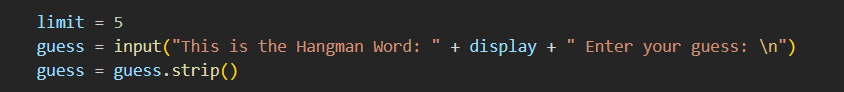 limit = 5
guess = input("This is the Hangman Word: " + display + " Enter your guess: \n")
guess = guess.strip()